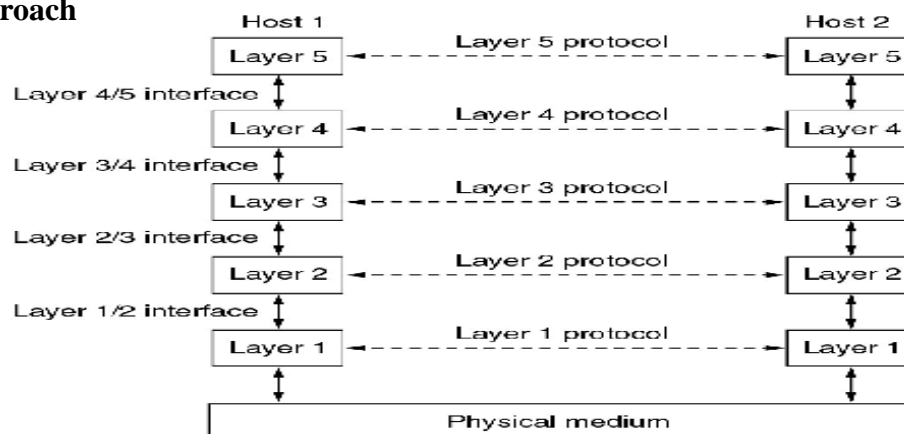 roach
Host 1 Host 2
Layer 5 Layer 5 protocol Layer 5
Layer 4/5 interface
Layer 4 Layer 4 protocol Layer 4
Layer 3/4 interface
Layer 3 Layer 3 protocol Layer 3
Layer 2/3 interface
Layer 2 Layer 2 protocol Layer 2
Layer 1/2 interface
Layer 1 Layer 1 protocol Layer 1
Physical medium